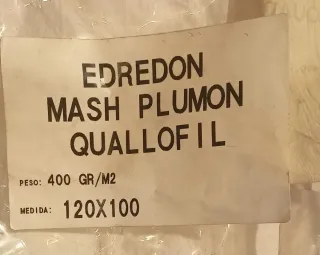 EDREDON
MASH PLUMON
QUALLOFIL
PESO: 400 GR/M2
MEDIDA: 120X100